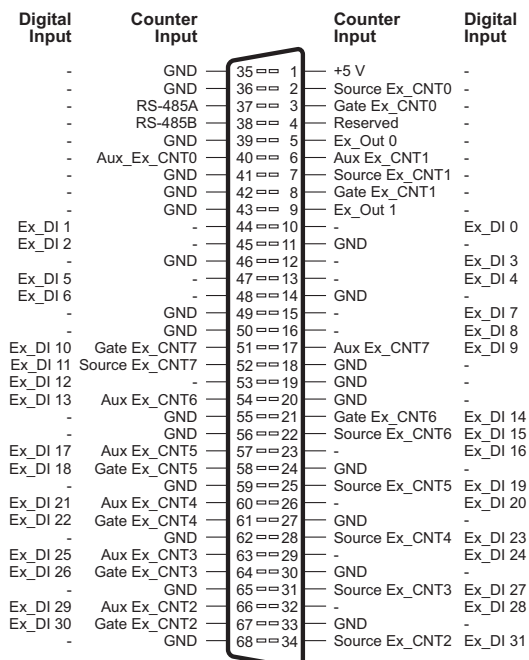 Digital Input Counter Input Counter Input Digital Input
- GND 35 1 +5 V -
- GND 36 2 Source Ex_CNT0 -
- RS-485A 37 3 Gate Ex_CNT0 -
- RS-485B 38 4 Reserved -
- GND 39 5 Ex_Out 0 -
- Aux_Ex_CNT0 40 6 Aux Ex_CNT1 -
- GND 41 7 Source Ex_CNT1 -
- GND 42 8 Gate Ex_CNT1 -
- GND 43 9 Ex_Out 1 -
Ex_DI 1 - 44 10 - Ex_DI 0
Ex_DI 2 - 45 11 GND -
- GND 46 12 - Ex_DI 3
Ex_DI 5 - 47 13 - Ex_DI 4
Ex_DI 6 - 48 14 GND -
- GND 49 15 - Ex_DI 7
- GND 50 16 - Ex_DI 8
Ex_DI 10 Gate Ex_CNT7 51 17 Aux Ex_CNT7 Ex_DI 9
Ex_DI 11 Source Ex_CNT7 52 18 GND -
Ex_DI 12 - 53 19 GND -
Ex_DI 13 Aux Ex_CNT6 54 20 GND -
- GND 55 21 Gate Ex_CNT6 Ex_DI 14
- GND 56 22 Source Ex_CNT6 Ex_DI 15
Ex_DI 17 Aux Ex_CNT5 57 23 - Ex_DI 16
Ex_DI 18 Gate Ex_CNT5 58 24 GND -
- GND 59 25 Source Ex_CNT5 Ex_DI 19
Ex_DI 21 Aux Ex_CNT4 60 26 - Ex_DI 20
Ex_DI 22 Gate Ex_CNT4 61 27 GND -
- GND 62 28 Source Ex_CNT4 Ex_DI 23
Ex_DI 25 Aux Ex_CNT3 63 29 - Ex_DI 24
Ex_DI 26 Gate Ex_CNT3 64 30 GND -
- GND 65 31 Source Ex_CNT3 Ex_DI 27
Ex_DI 29 Aux Ex_CNT2 66 32 - Ex_DI 28
Ex_DI 30 Gate Ex_CNT2 67 33 GND -
- GND 68 34 Source Ex_CNT2 Ex_DI 31